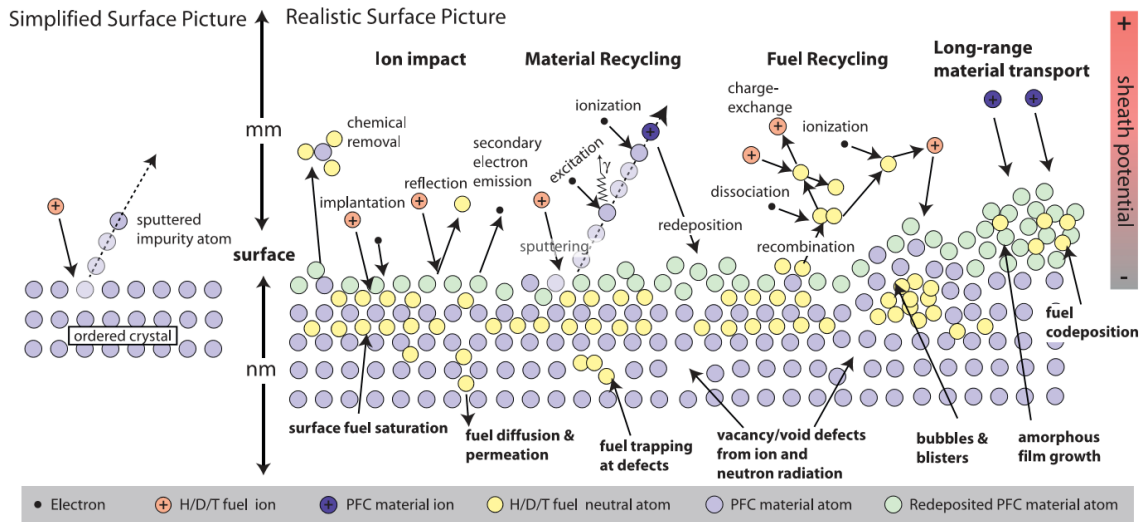 Simplified Surface Picture
Realistic Surface Picture
Ion impact
Material Recycling
Fuel Recycling
Long-range
material transport
+
sheath potential
-
mm
surface
nm
sputtered
impurity atom
ordered crystal
chemical
removal
implantation
reflection
secondary
electron
emission
ionization
excitation
γ
sputtering
redeposition
charge-
exchange
ionization
dissociation
recombination
fuel
codeposition
surface fuel saturation
fuel diffusion &
permeation
fuel trapping
at defects
vacancy/void defects
from ion and
neutron radiation
bubbles &
blisters
amorphous
film growth
Electron
H/D/T fuel ion
PFC material ion
H/D/T fuel neutral atom
PFC material atom
Redeposited PFC material atom